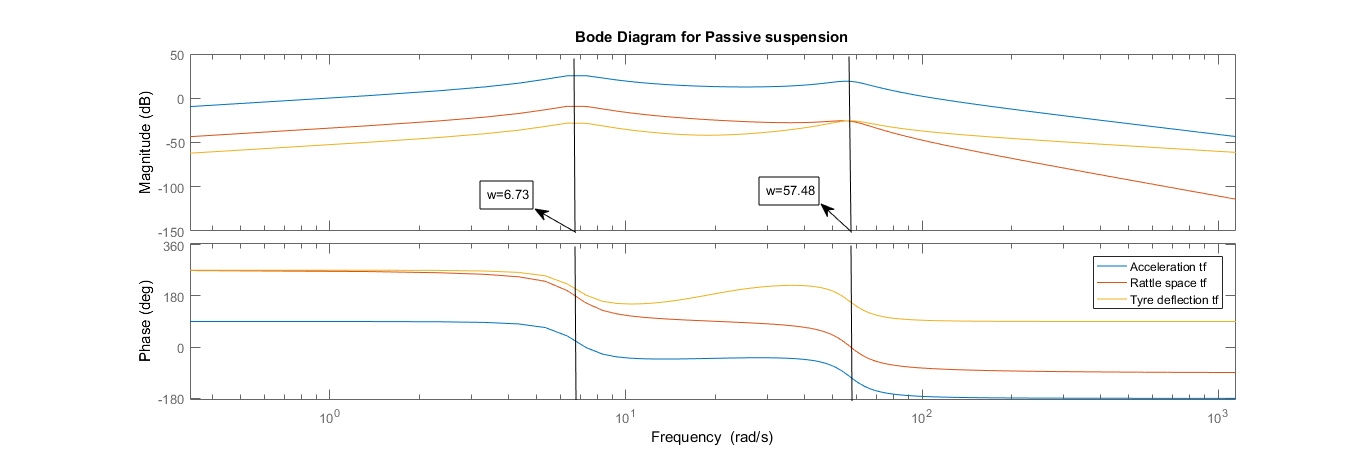 Bode Diagram for Passive suspension
Magnitude (dB)
50
0
-50
-100
-150
w=6.73
w=57.48
Phase (deg)
360
180
0
-180
Acceleration tf
Rattle space tf
Tyre deflection tf
10^0
10^1
10^2
10^3
Frequency (rad/s)